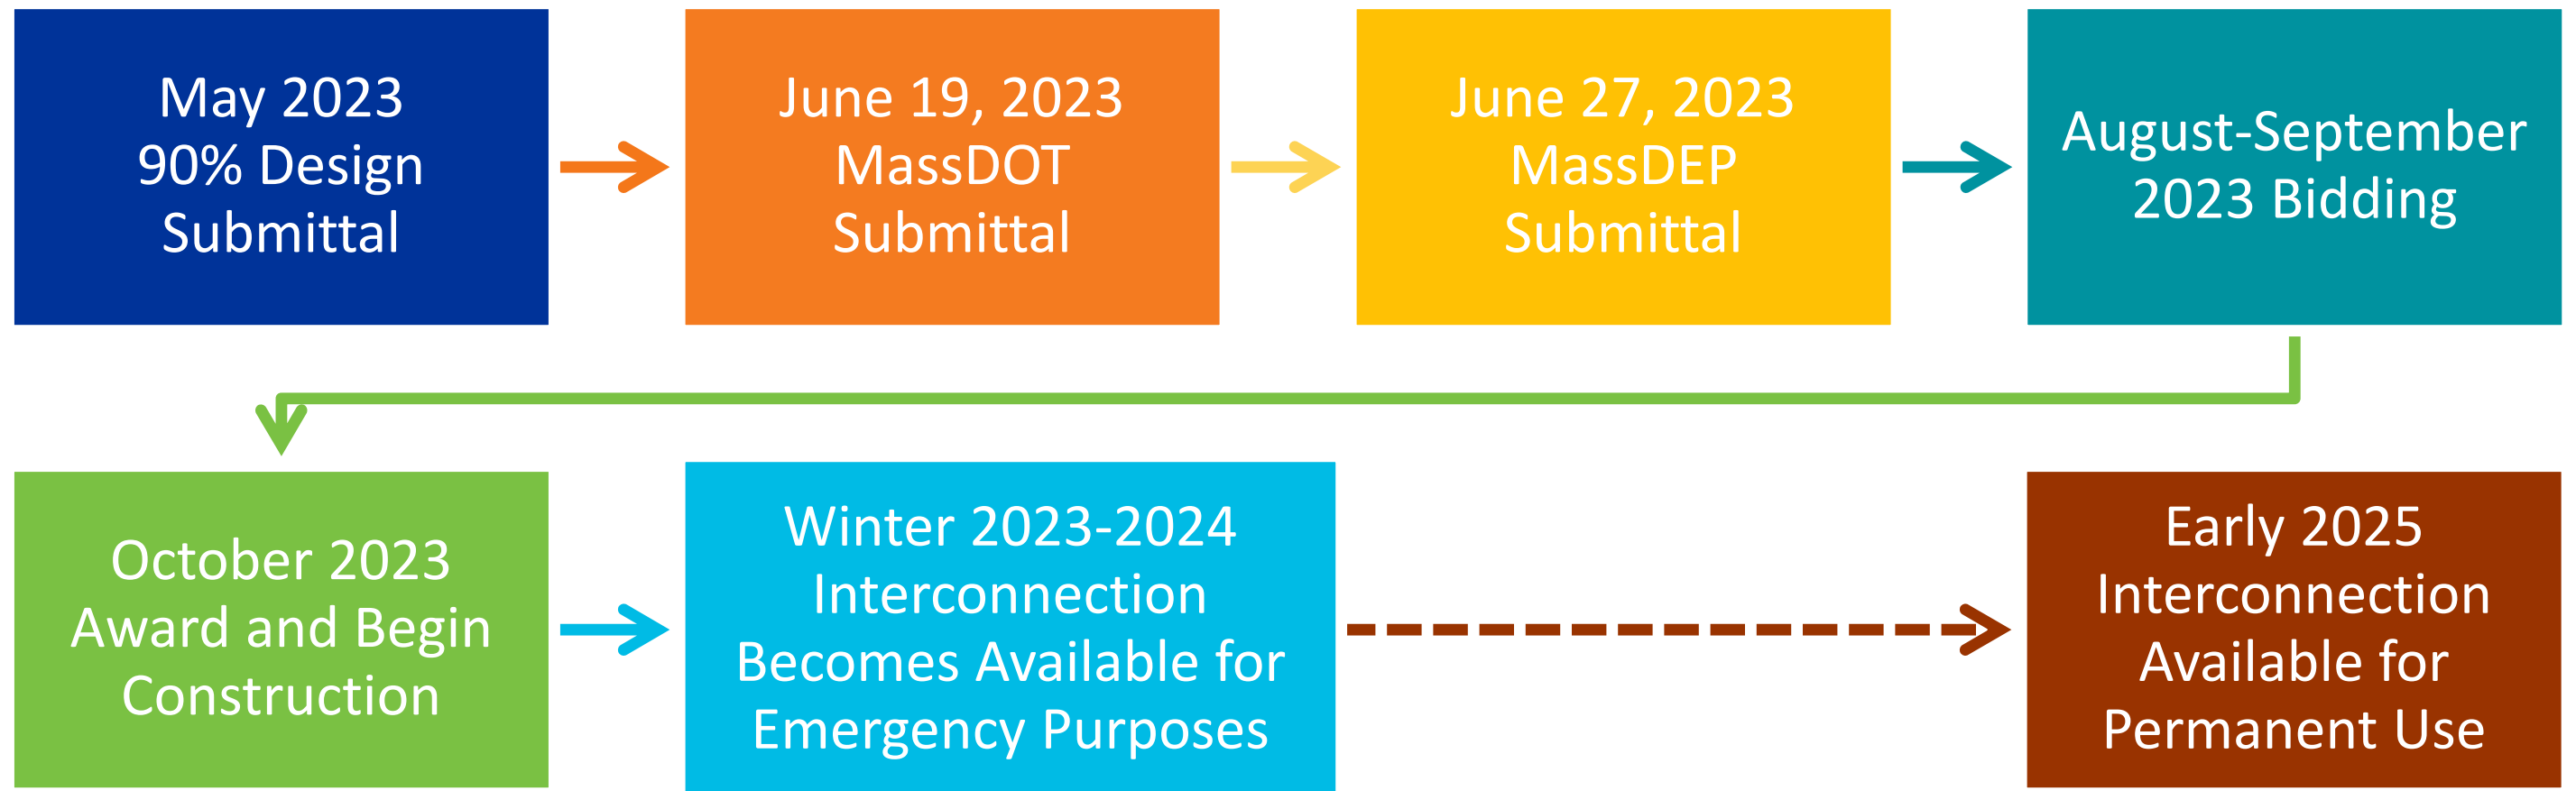 May 2023
90% Design
Submittal
June 19, 2023
MassDOT
Submittal
June 27, 2023
MassDEP
Submittal
August-September
2023 Bidding
October 2023
Award and Begin
Construction
Winter 2023-2024
Interconnection
Becomes Available for
Emergency Purposes
Early 2025
Interconnection
Available for
Permanent Use